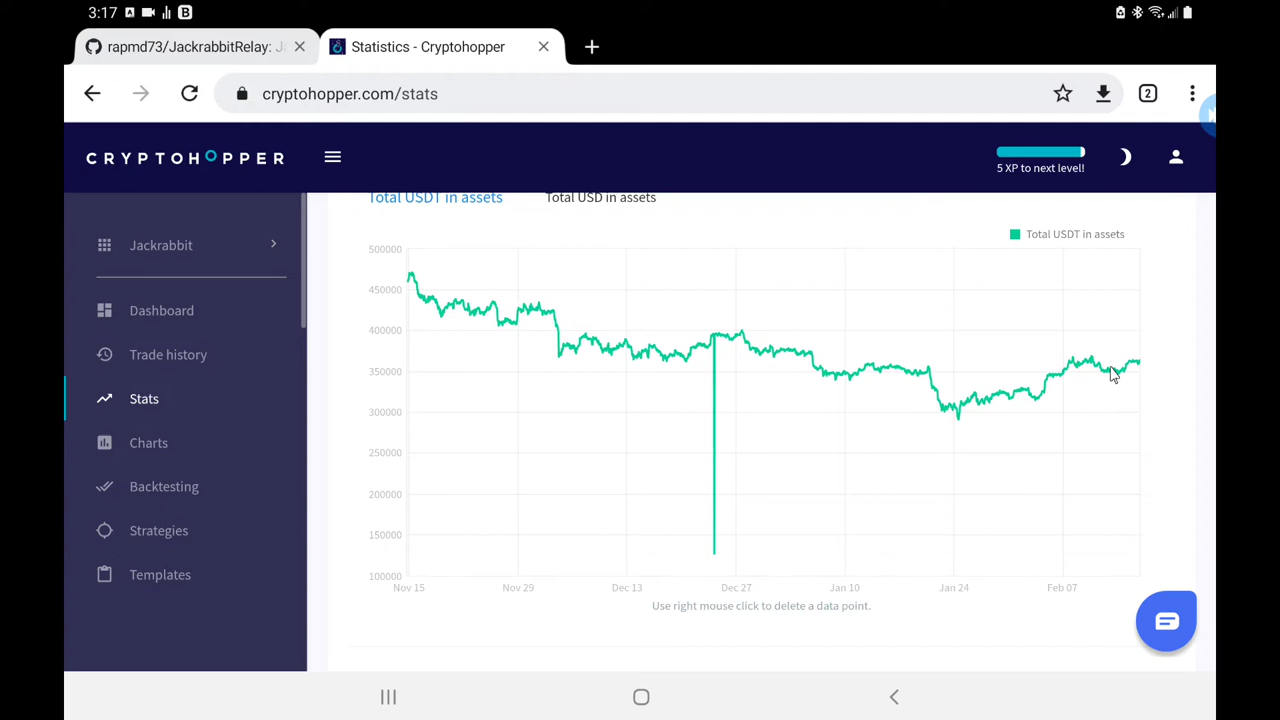 3:17
rapmd73/JackrabbitRelay: J
Statistics - Cryptohopper
cryptohopper.com/stats
2
CRYPTOHOPPER
5 XP to next level!
Jackrabbit
Dashboard
Trade history
Stats
Charts
Backtesting
Strategies
Templates
Total USDT in assets
Total USD in assets
Total USDT in assets
500000
450000
400000
350000
300000
250000
200000
150000
100000
Nov 15
Nov 29
Dec 13
Dec 27
Jan 10
Jan 24
Feb 07
Use right mouse click to delete a data point.